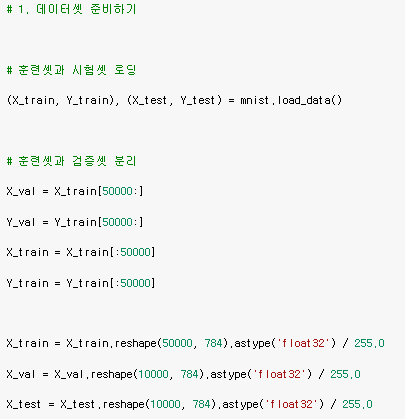 # 1. 데이터셋 준비하기
# 훈련셋과 시험셋 로딩
(X_train, Y_train), (X_test, Y_test) = mnist.load_data()
# 훈련셋과 검증셋 분리
X_val = X_train[50000:]
Y_val = Y_train[50000:]
X_train = X_train[:50000]
Y_train = Y_train[:50000]
X_train = X_train.reshape(50000, 784).astype('float32') / 255.0
X_val = X_val.reshape(10000, 784).astype('float32') / 255.0
X_test = X_test.reshape(10000, 784).astype('float32') / 255.0